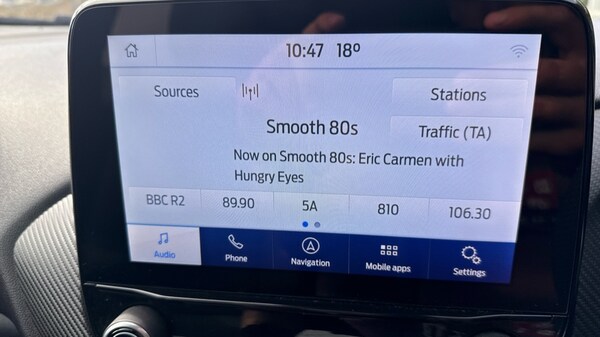 10:47 18º
Sources
Stations
Smooth 80s
Traffic (TA)
Now on Smooth 80s: Eric Carmen with
Hungry Eyes
BBC R2 89.90 5A 810 106.30
Audio Phone Navigation Mobile apps Settings